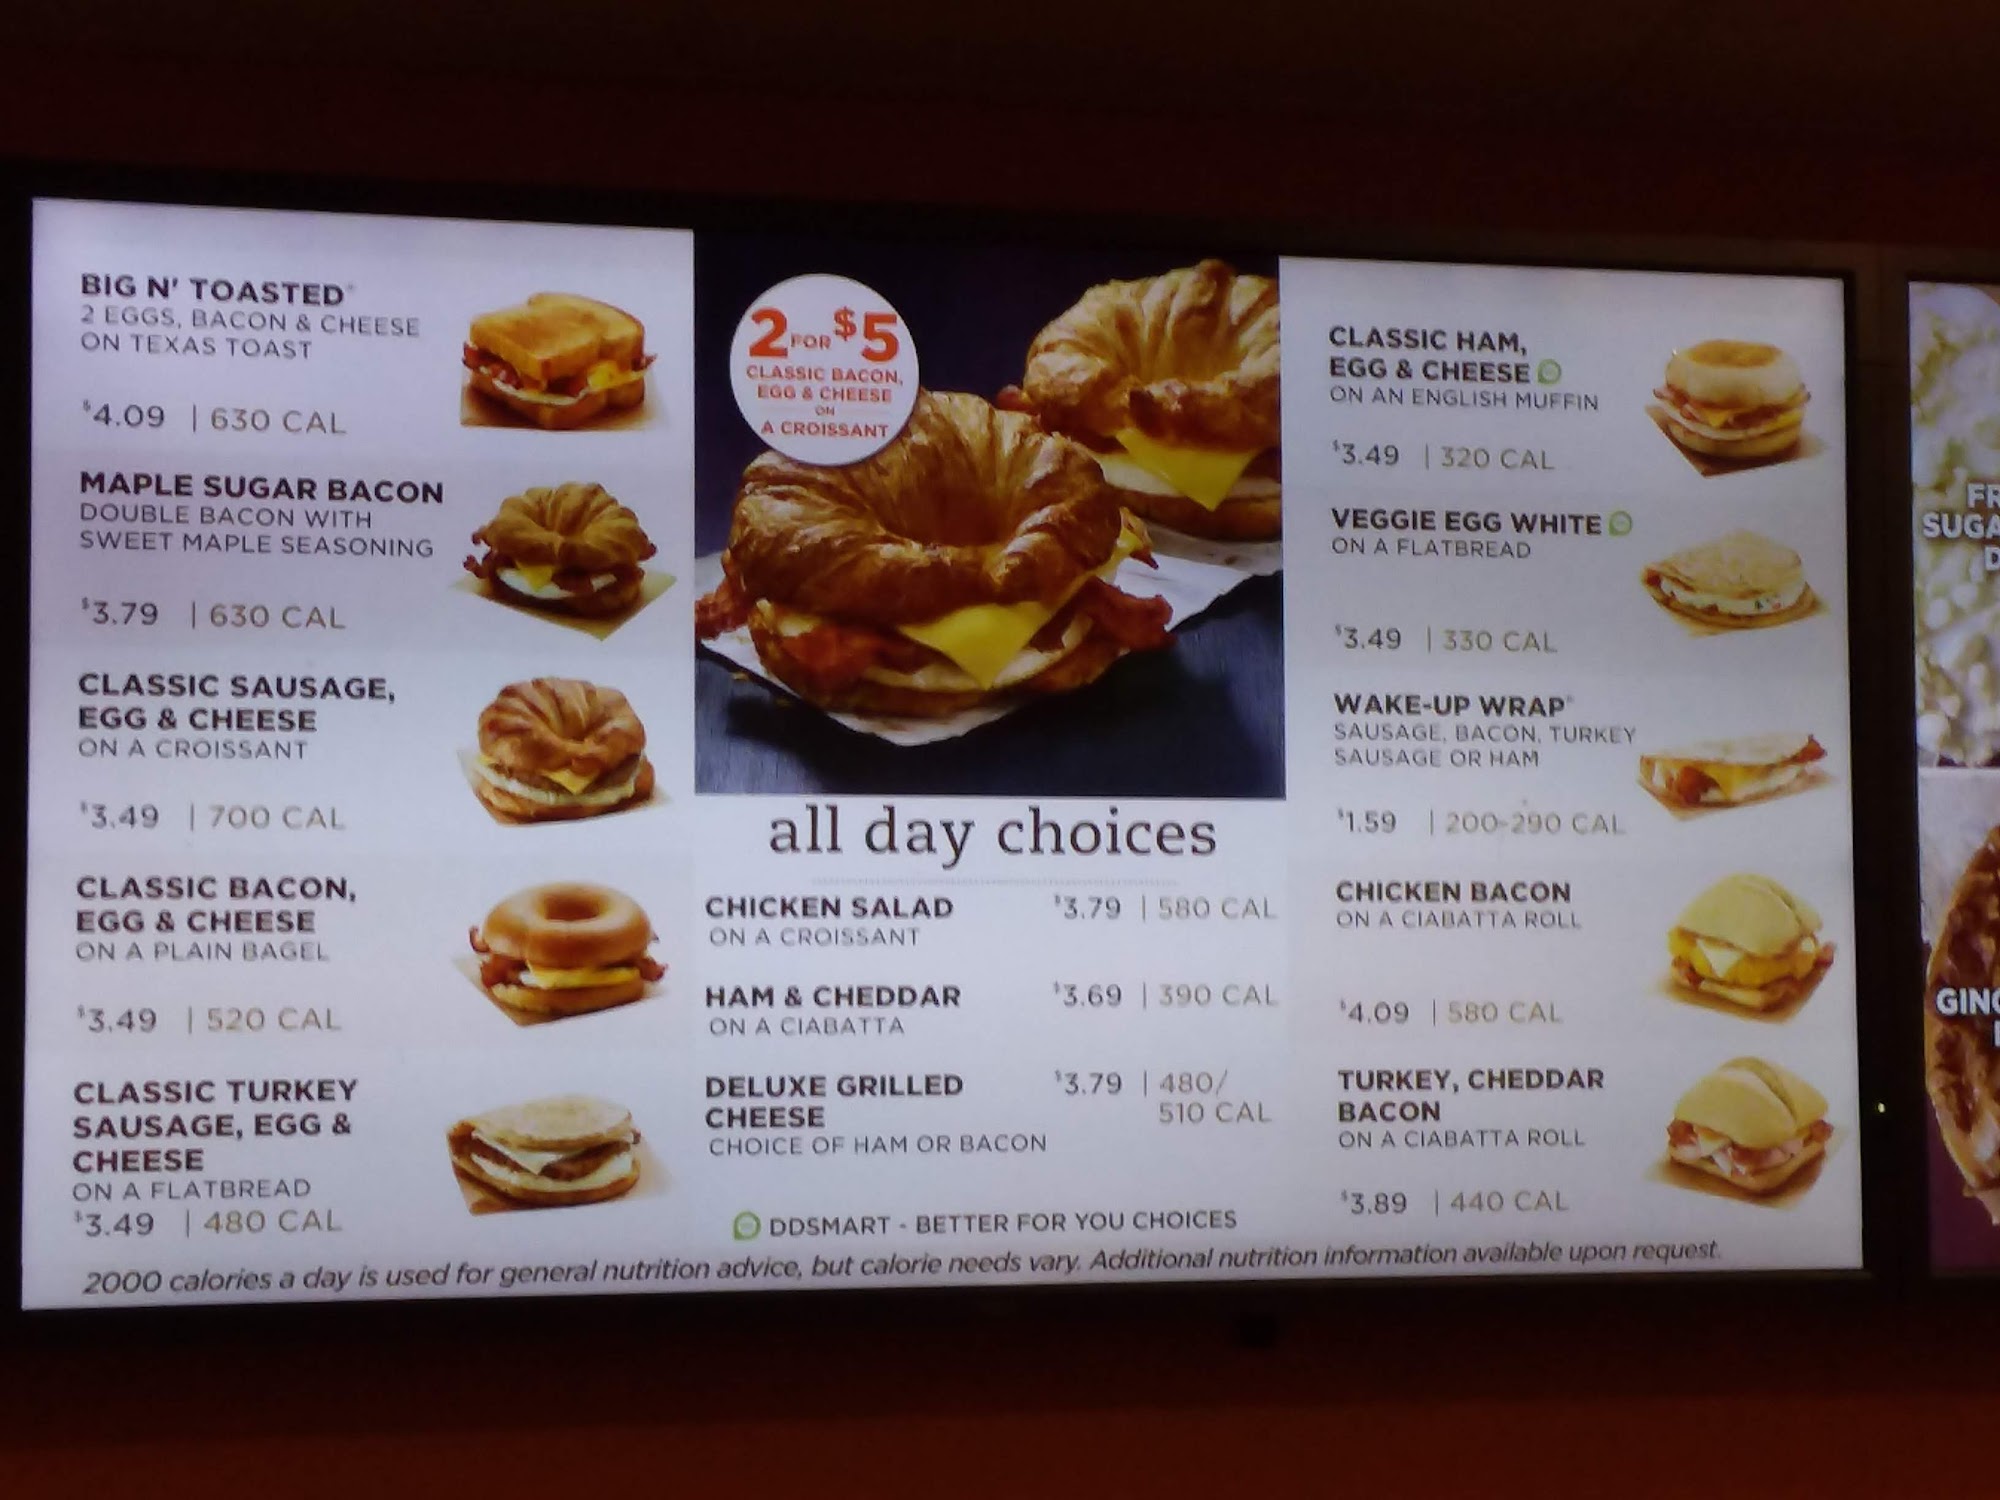 BIG N' TOASTED®
2 EGGS, BACON & CHEESE
ON TEXAS TOAST
$4.09 | 630 CAL
MAPLE SUGAR BACON
DOUBLE BACON WITH
SWEET MAPLE SEASONING
$3.79 | 630 CAL
CLASSIC SAUSAGE,
EGG & CHEESE
ON A CROISSANT
$3.49 | 700 CAL
CLASSIC BACON,
EGG & CHEESE
ON A PLAIN BAGEL
$3.49 | 520 CAL
CLASSIC TURKEY
SAUSAGE, EGG &
CHEESE
ON A FLATBREAD
$3.49 | 480 CAL
2 FOR $5
CLASSIC BACON,
EGG & CHEESE
ON
A CROISSANT
all day choices
CHICKEN SALAD $3.79 | 580 CAL
ON A CROISSANT
HAM & CHEDDAR $3.69 | 390 CAL
ON A CIABATTA
DELUXE GRILLED $3.79 | 480/
CHEESE 510 CAL
CHOICE OF HAM OR BACON
DDSMART - BETTER FOR YOU CHOICES
CLASSIC HAM,
EGG & CHEESE
ON AN ENGLISH MUFFIN
$3.49 | 320 CAL
VEGGIE EGG WHITE
ON A FLATBREAD
$3.49 | 330 CAL
WAKE-UP WRAP®
SAUSAGE, BACON, TURKEY
SAUSAGE OR HAM
$1.59 | 200-290 CAL
CHICKEN BACON
ON A CIABATTA ROLL
$4.09 | 580 CAL
TURKEY, CHEDDAR
BACON
ON A CIABATTA ROLL
$3.89 | 440 CAL
2000 calories a day is used for general nutrition advice, but calorie needs vary. Additional nutrition information available upon request.